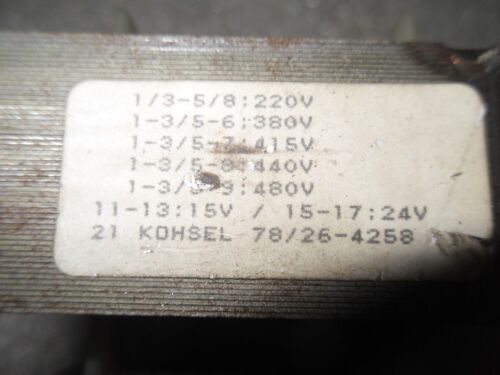 1/3-5/8:220V
1-3/5-6:380V
1-3/5-7:415V
1-3/5-8:440V
1-3/5-9:480V
11-13:15V / 15-17:24V
21 KOHSEL 78/26-4258